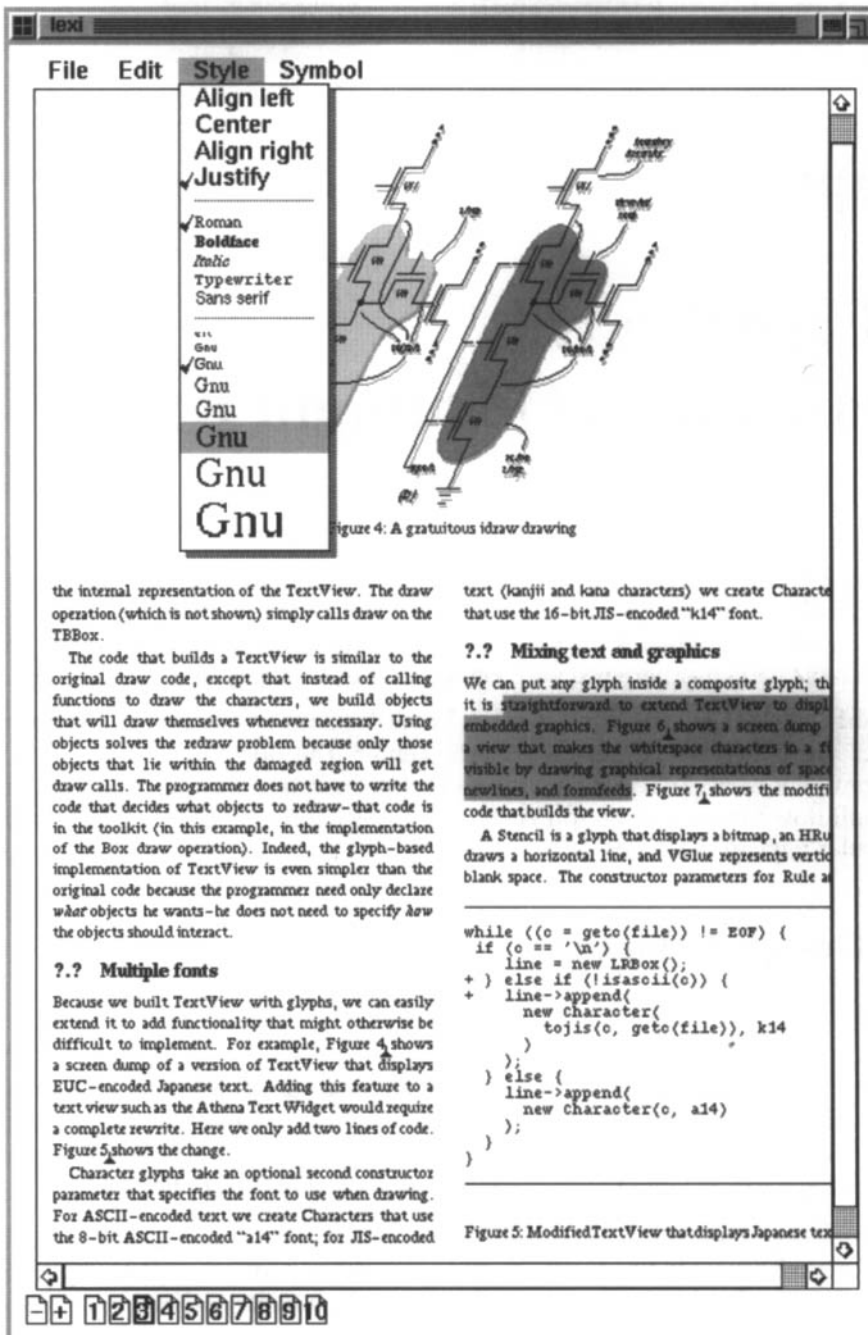 lexi
File Edit Style Symbol
Align left
Center
Align right
Justify
Roman
Boldface
Italic
Typewriter
Sans serif
Gnu
Gnu
Gnu
Gnu
Gnu
Gnu
Gnu
igure 4: A gratuitous idraw drawing
the internal representation of the TextView. The draw
operation (which is not shown) simply calls draw on the
TBBox.
The code that builds a TextView is similar to the
original draw code, except that instead of calling
functions to draw the characters, we build objects
that will draw themselves whenever necessary. Using
objects solves the redraw problem because only those
objects that lie within the damaged region will get
draw calls. The programmer does not have to write the
code that decides what objects to redraw-that code is
in the toolkit (in this example, in the implementation
of the Box draw operation). Indeed, the glyph-based
implementation of TextView is even simpler than the
original code because the programmer need only declare
what objects he wants-he does not need to specify how
the objects should interact.
?.? Multiple fonts
Because we built TextView with glyphs, we can easily
extend it to add functionality that might otherwise be
difficult to implement. For example, Figure 4 shows
a screen dump of a version of TextView that displays
EUC-encoded Japanese text. Adding this feature to a
text view such as the Athena Text Widget would require
a complete rewrite. Here we only add two lines of code.
Figure 5 shows the change.
Character glyphs take an optional second constructor
parameter that specifies the font to use when drawing.
For ASCII-encoded text we create Characters that use
the 8-bit ASCII-encoded "a14" font; for JIS-encoded
text (kanjii and kana characters) we create Characte
that use the 16-bit JIS-encoded "k14" font.
?.? Mixing text and graphics
We can put any glyph inside a composite glyph; th
it is straightforward to extend TextView to displ
embedded graphics. Figure 6 shows a screen dump
a view that makes the whitespace characters in a fi
visible by drawing graphical representations of space
newlines, and formfeeds. Figure 7 shows the modifi
code that builds the view.
A Stencil is a glyph that displays a bitmap, an HRu
draws a horizontal line, and VGlue represents vertic
blank space. The constructor parameters for Rule a
while ((c = getc(file)) != EOF) {
if (c == '\n') {
line = new LRBox();
+ } else if (!isascii(c)) {
+ line->append(
new Character(
tojis(c, getc(file)), k14
)
);
} else {
line->append(
new Character(c, a14)
);
}
}
Figure 5: Modified TextView that displays Japanese tex
- + 1 2 3 4 5 6 7 8 9 10